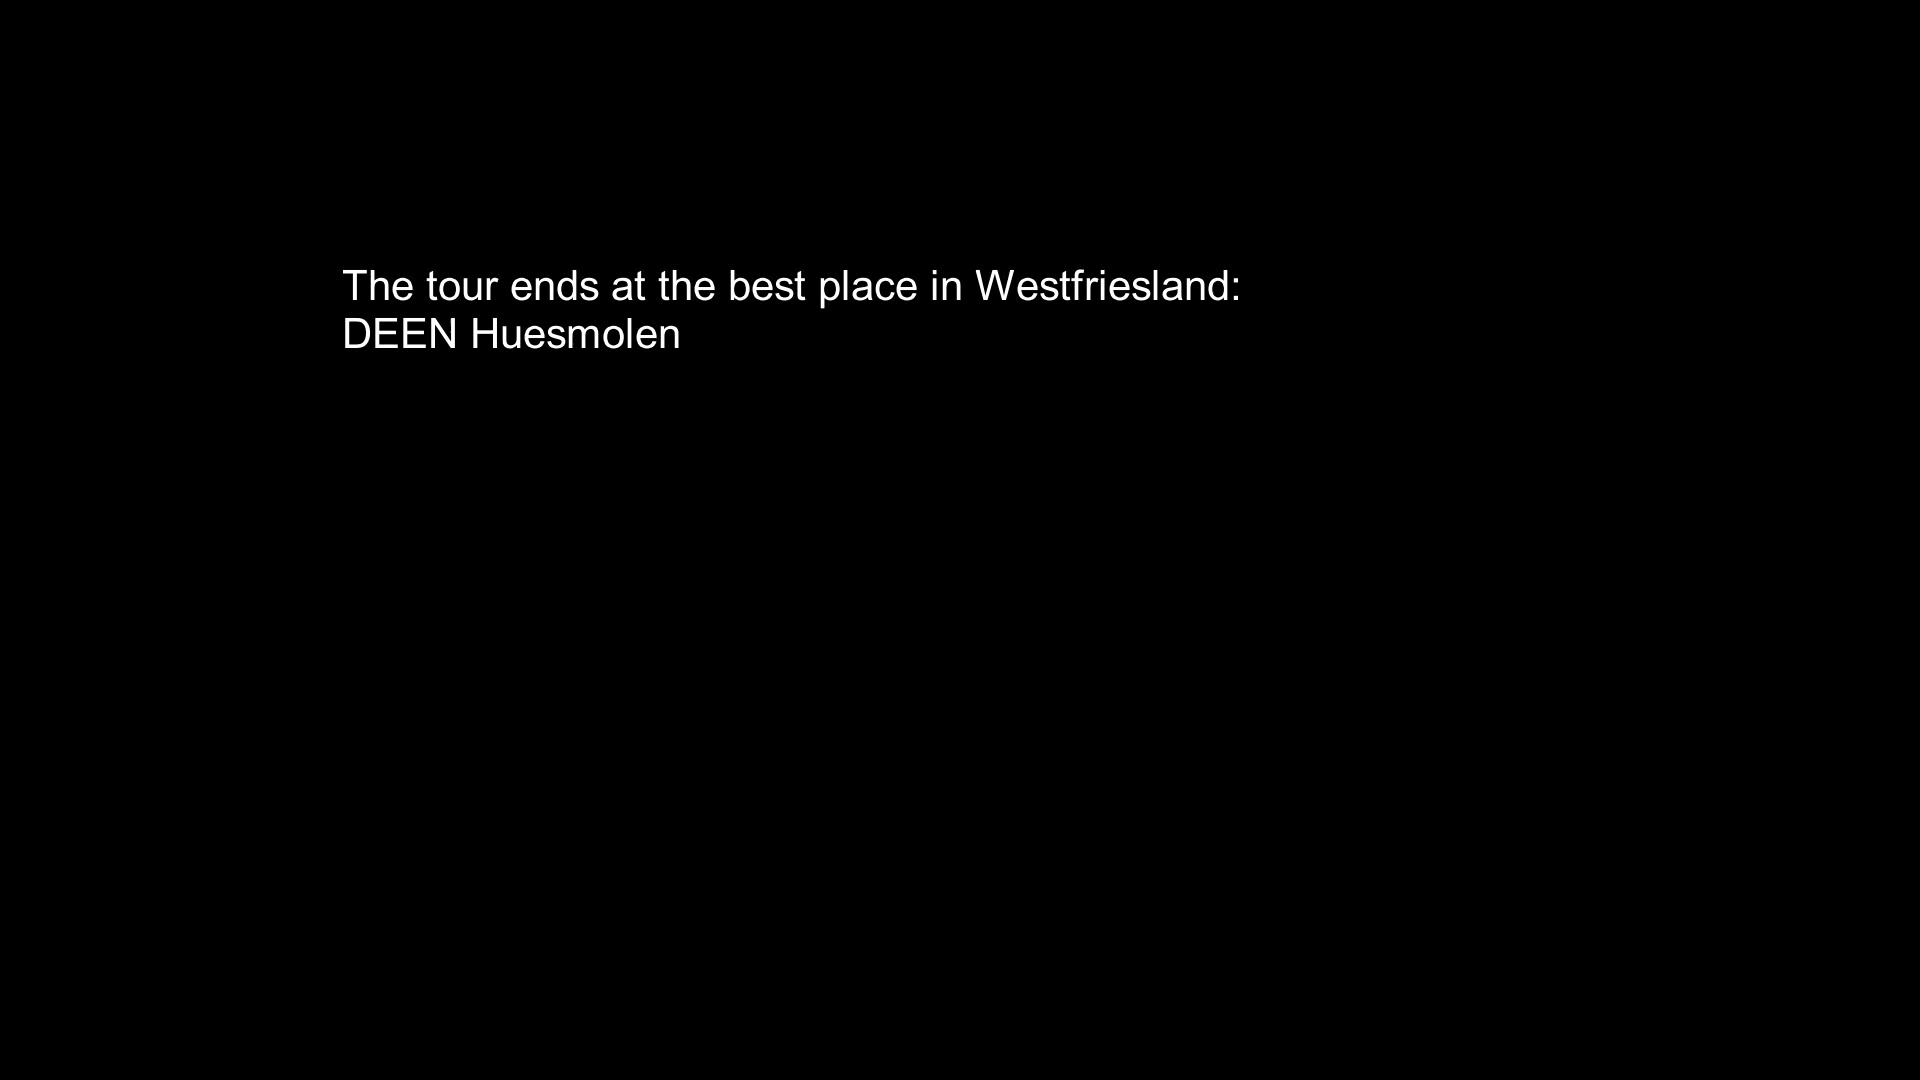 The tour ends at the best place in Westfriesland:
DEEN Huesmolen